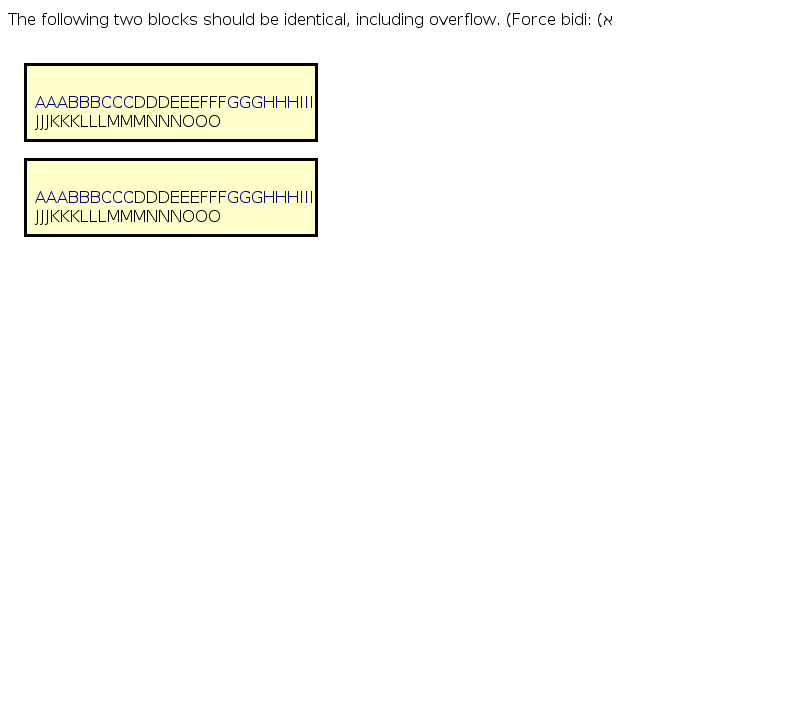 The following two blocks should be identical, including overflow. (Force bidi: (א
AAABBBCCCDDDEEEFFFGGGHHHIII
JJJKKKLLLMMMNNNOOO
AAABBBCCCDDDEEEFFFGGGHHHIII
JJJKKKLLLMMMNNNOOO